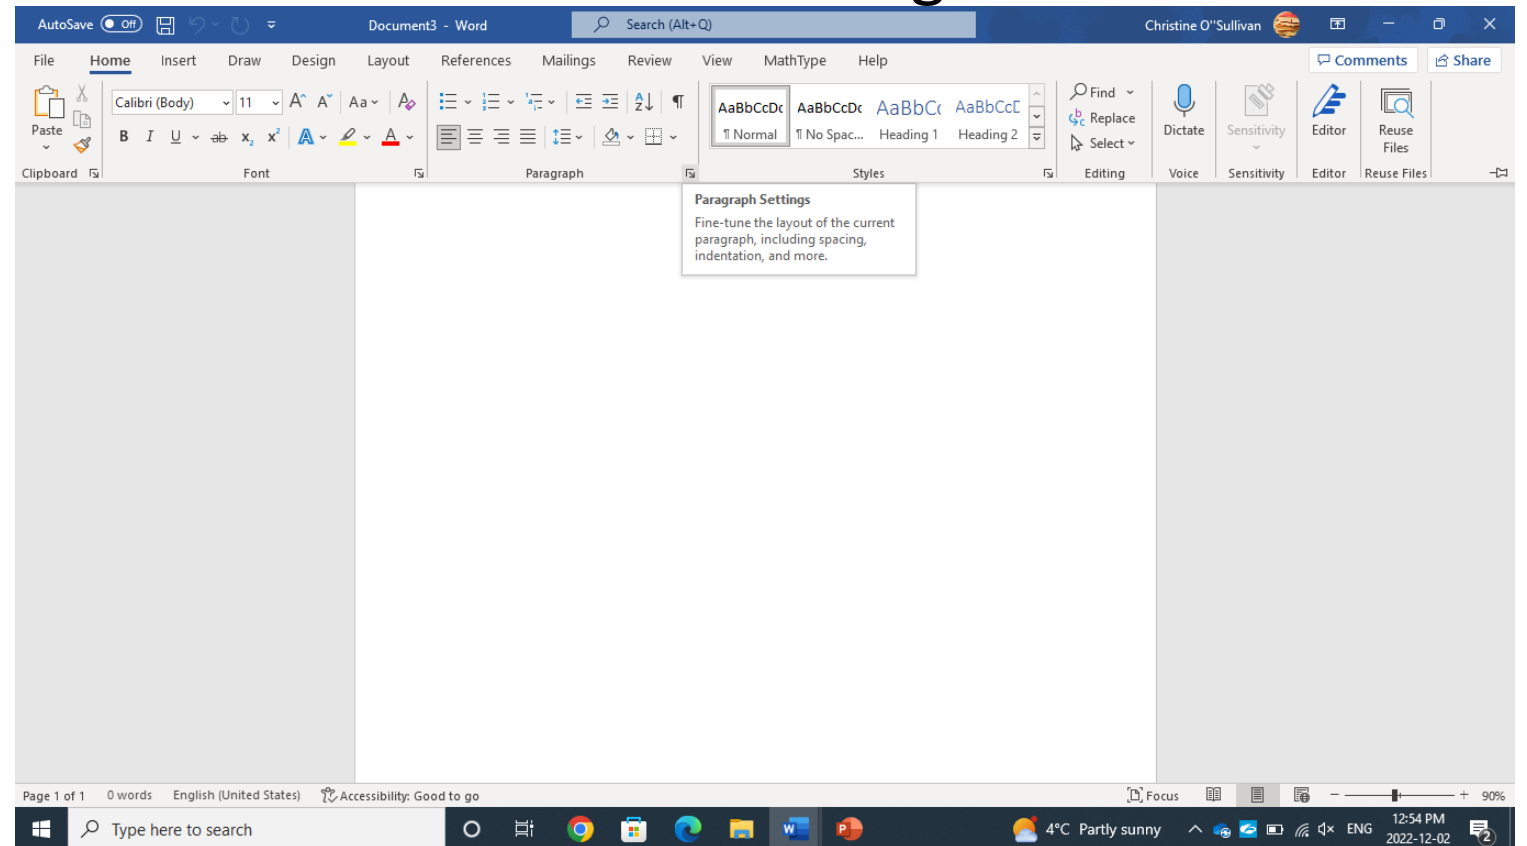 AutoSave Off Document3 - Word Search (Alt+Q) Christine O''Sullivan
File Home Insert Draw Design Layout References Mailings Review View MathType Help Comments Share
Paste
Calibri (Body) 11 A^ A˅ Aa A
B I U ab x₂ x² A A
A Z ¶
AaBbCcDc AaBbCcDc AaBbCc AaBbCcE
¶ Normal ¶ No Spac... Heading 1 Heading 2
Find
Replace
Select
Dictate
Sensitivity
Editor
Reuse
Files
Clipboard Font Paragraph Styles Editing Voice Sensitivity Editor Reuse Files
Paragraph Settings
Fine-tune the layout of the current
paragraph, including spacing,
indentation, and more.
Page 1 of 1 0 words English (United States) Accessibility: Good to go Focus 90%
Type here to search 4°C Partly sunny ENG 12:54 PM
2022-12-02 2